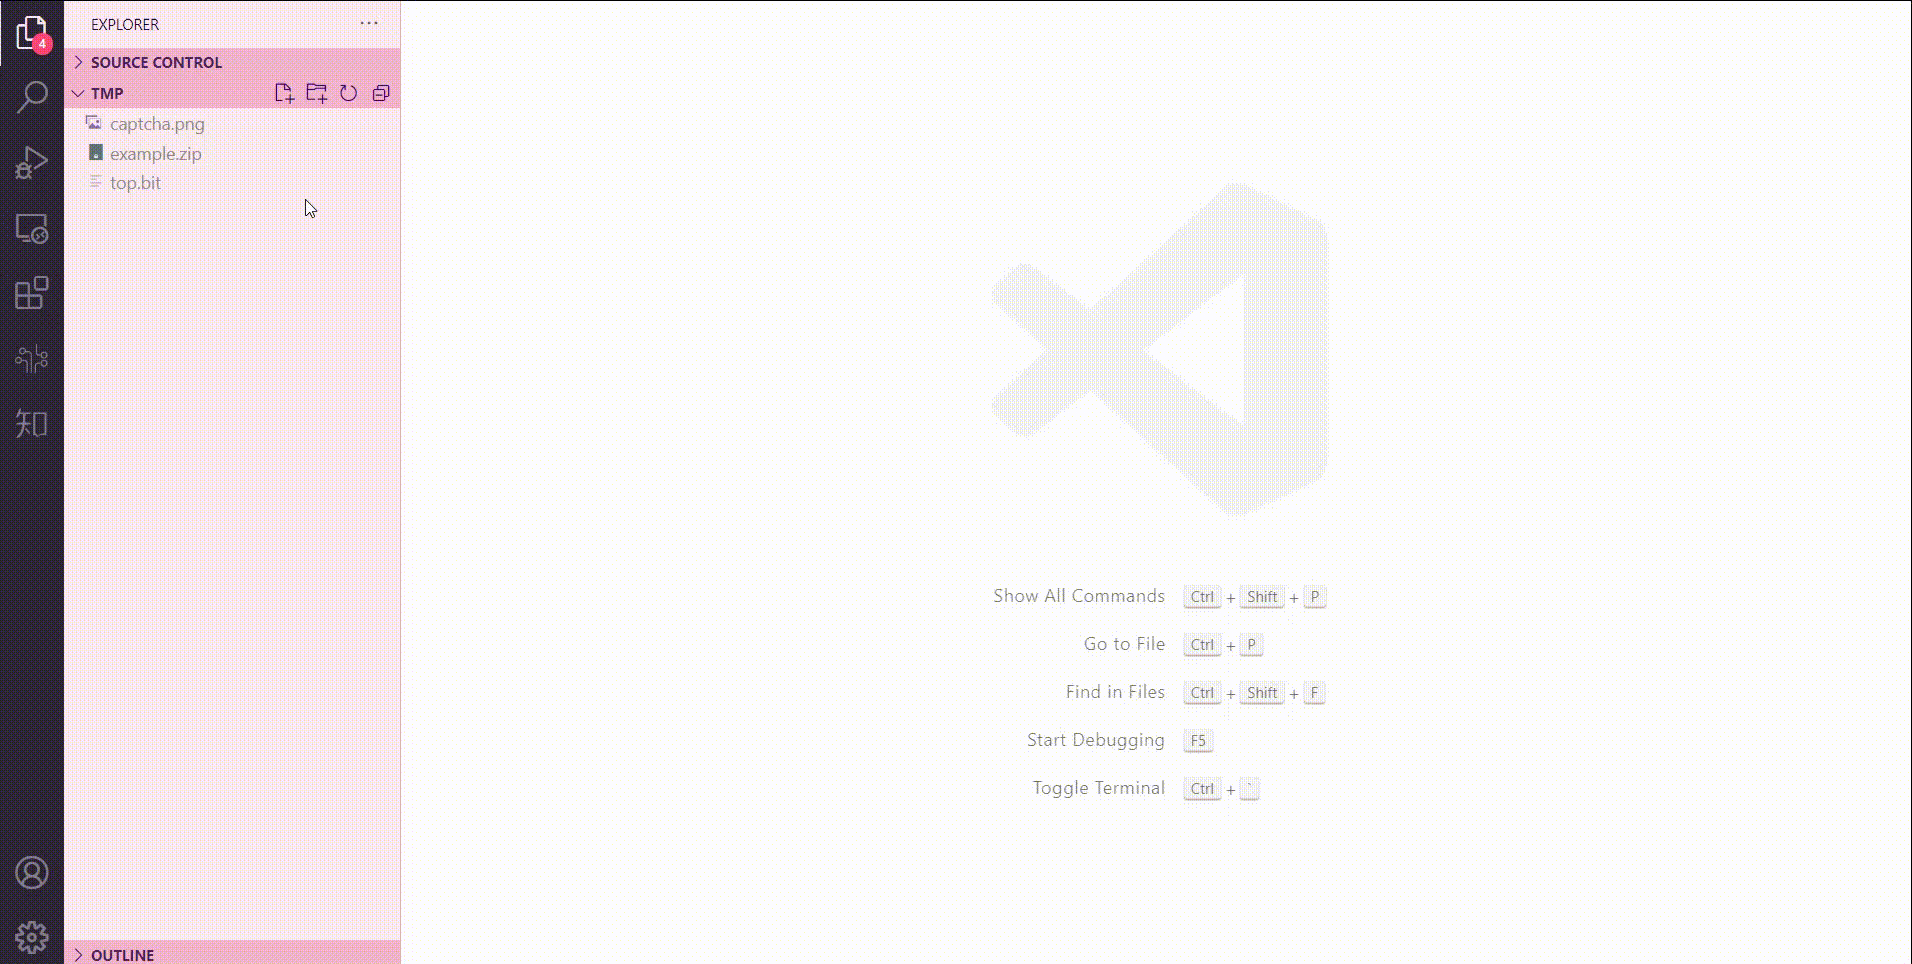 EXPLORER
4
SOURCE CONTROL
TMP
captcha.png
example.zip
top.bit
知
Show All Commands Ctrl + Shift + P
Go to File Ctrl + P
Find in Files Ctrl + Shift + F
Start Debugging F5
Toggle Terminal Ctrl + `
OUTLINE